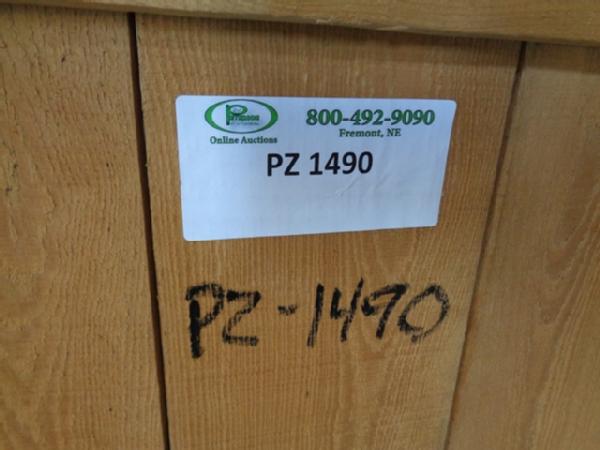 800-492-9090
Online Auctions
Fremont, NE
PZ 1490
PZ-1490